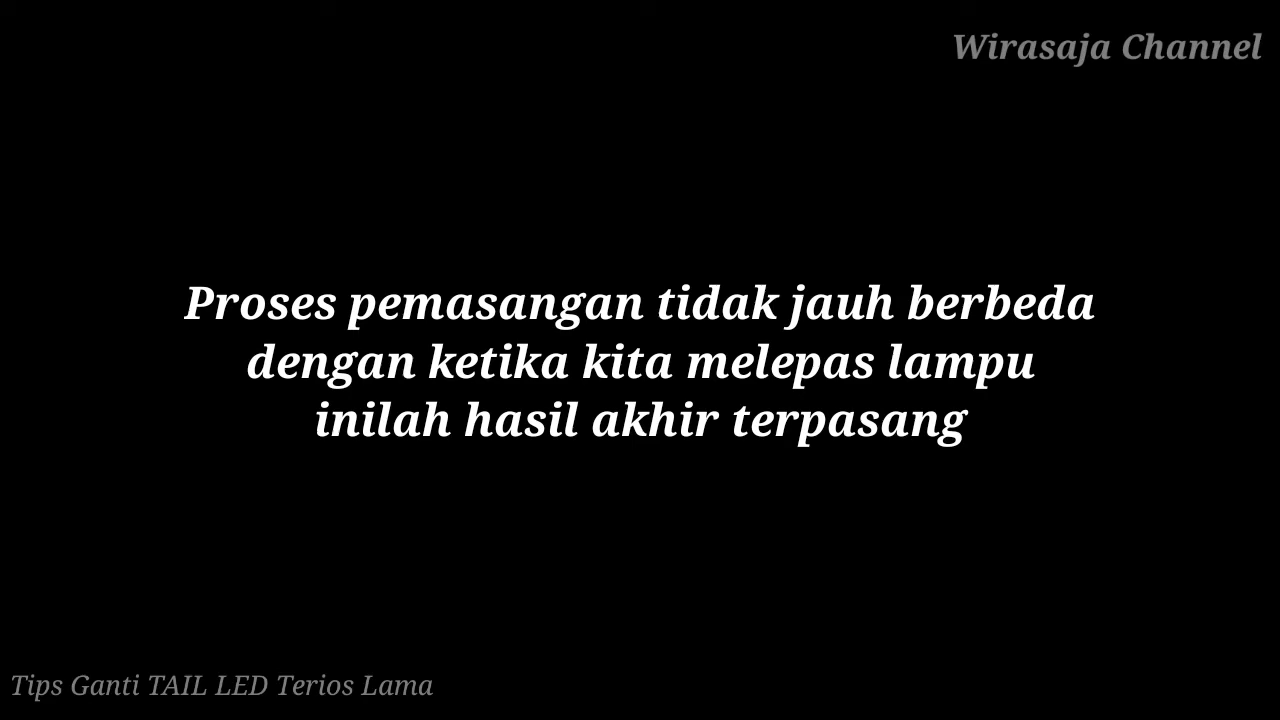 Wirasaja Channel
Proses pemasangan tidak jauh berbeda
dengan ketika kita melepas lampu
inilah hasil akhir terpasang
Tips Ganti TAIL LED Terios Lama